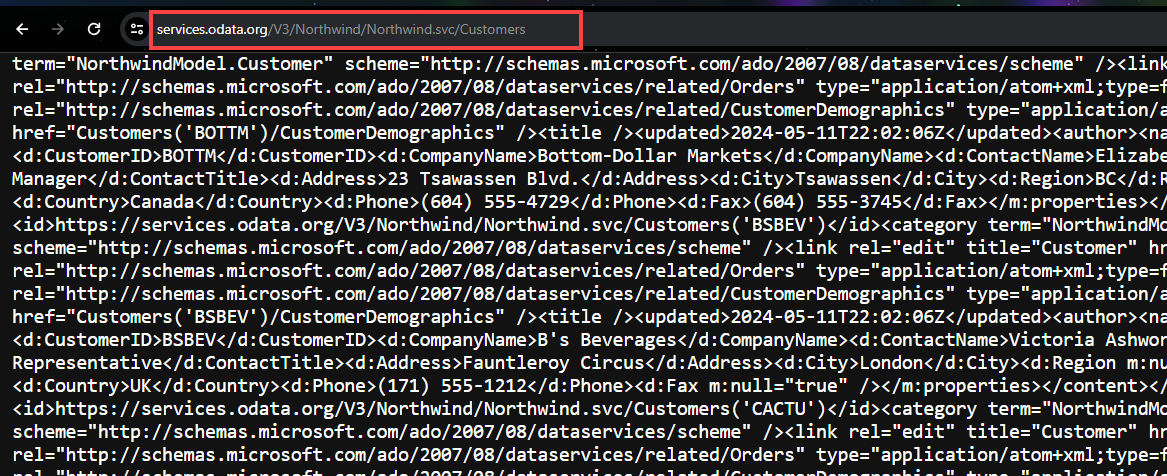 services.odata.org/V3/Northwind/Northwind.svc/Customers
term="NorthwindModel.Customer" scheme="http://schemas.microsoft.com/ado/2007/08/dataservices/scheme" /><link
rel="http://schemas.microsoft.com/ado/2007/08/dataservices/related/Orders" type="application/atom+xml;type=f
rel="http://schemas.microsoft.com/ado/2007/08/dataservices/related/CustomerDemographics" type="application/a
href="Customers('BOTTM')/CustomerDemographics" /><title /><updated>2024-05-11T22:02:06Z</updated><author><na
<d:CustomerID>BOTTM</d:CustomerID><d:CompanyName>Bottom-Dollar Markets</d:CompanyName><d:ContactName>Elizabe
Manager</d:ContactTitle><d:Address>23 Tsawassen Blvd.</d:Address><d:City>Tsawassen</d:City><d:Region>BC</d:R
<d:Country>Canada</d:Country><d:Phone>(604) 555-4729</d:Phone><d:Fax>(604) 555-3745</d:Fax></m:properties></
<id>https://services.odata.org/V3/Northwind/Northwind.svc/Customers('BSBEV')</id><category term="NorthwindMo
scheme="http://schemas.microsoft.com/ado/2007/08/dataservices/scheme" /><link rel="edit" title="Customer" hr
rel="http://schemas.microsoft.com/ado/2007/08/dataservices/related/Orders" type="application/atom+xml;type=f
rel="http://schemas.microsoft.com/ado/2007/08/dataservices/related/CustomerDemographics" type="application/a
href="Customers('BSBEV')/CustomerDemographics" /><title /><updated>2024-05-11T22:02:06Z</updated><author><na
<d:CustomerID>BSBEV</d:CustomerID><d:CompanyName>B's Beverages</d:CompanyName><d:ContactName>Victoria Ashwor
Representative</d:ContactTitle><d:Address>Fauntleroy Circus</d:Address><d:City>London</d:City><d:Region m:nu
<d:Country>UK</d:Country><d:Phone>(171) 555-1212</d:Phone><d:Fax m:null="true" /></m:properties></content></
<id>https://services.odata.org/V3/Northwind/Northwind.svc/Customers('CACTU')</id><category term="NorthwindMo
scheme="http://schemas.microsoft.com/ado/2007/08/dataservices/scheme" /><link rel="edit" title="Customer" hr
rel="http://schemas.microsoft.com/ado/2007/08/dataservices/related/Orders" type="application/atom+xml;type=f
rel="http://schemas.microsoft.com/ado/2007/08/dataservices/related/CustomerDemographics" type="application/a